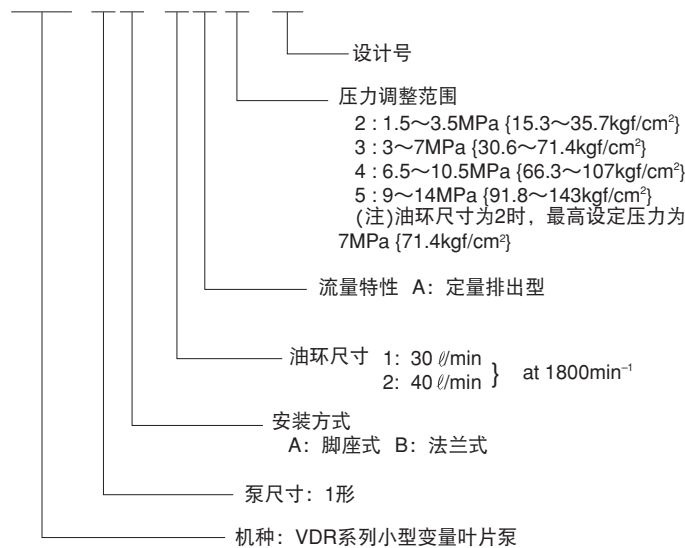 设计号
压力调整范围
2 : 1.5～3.5MPa {15.3～35.7kgf/cm²}
3 : 3～7MPa {30.6～71.4kgf/cm²}
4 : 6.5～10.5MPa {66.3～107kgf/cm²}
5 : 9～14MPa {91.8～143kgf/cm²}
(注)油环尺寸为2时，最高设定压力为
7MPa {71.4kgf/cm²}
流量特性 A：定量排出型
油环尺寸 1: 30 ℓ/min
2: 40 ℓ/min } at 1800min⁻¹
安装方式
A：脚座式 B：法兰式
泵尺寸：1形
机种：VDR系列小型变量叶片泵